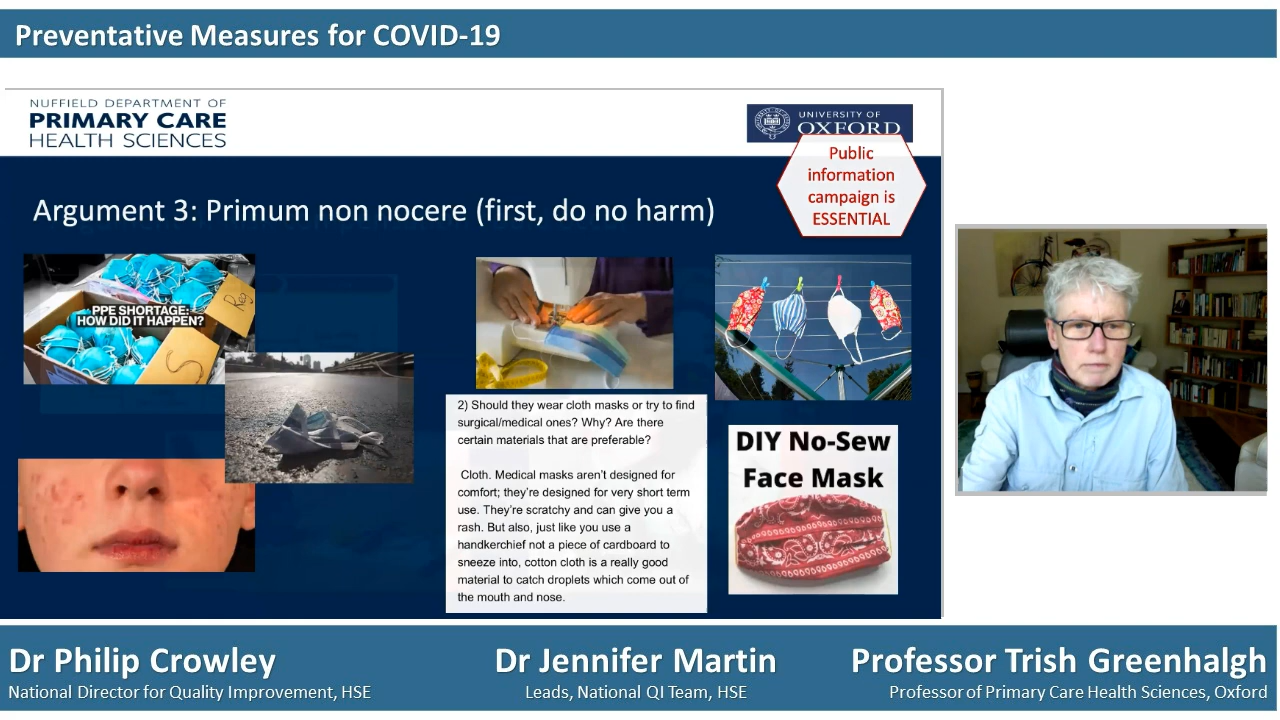 Preventative Measures for COVID-19
NUFFIELD DEPARTMENT OF
PRIMARY CARE
HEALTH SCIENCES
UNIVERSITY OF
OXFORD
Public
information
campaign is
ESSENTIAL
Argument 3: Primum non nocere (first, do no harm)
PPE SHORTAGE:
HOW DID IT HAPPEN?
S
2) Should they wear cloth masks or try to find
surgical/medical ones? Why? Are there
certain materials that are preferable?
Cloth. Medical masks aren't designed for
comfort; they're designed for very short term
use. They're scratchy and can give you a
rash. But also, just like you use a
handkerchief not a piece of cardboard to
sneeze into, cotton cloth is a really good
material to catch droplets which come out of
the mouth and nose.
DIY No-Sew
Face Mask
Dr Philip Crowley
National Director for Quality Improvement, HSE
Dr Jennifer Martin
Leads, National QI Team, HSE
Professor Trish Greenhalgh
Professor of Primary Care Health Sciences, Oxford